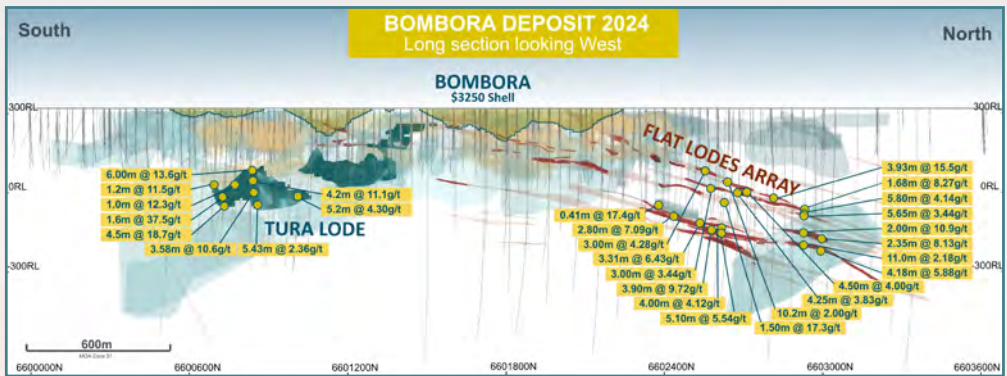 South
BOMBORA DEPOSIT 2024
Long section looking West
North
BOMBORA
$3250 Shell
300RL
300RL
FLAT LODES ARRAY
6.00m @ 13.6g/t
1.2m @ 11.5g/t
1.0m @ 12.3g/t
1.6m @ 37.5g/t
4.5m @ 18.7g/t
3.58m @ 10.6g/t
5.43m @ 2.36g/t
4.2m @ 11.1g/t
5.2m @ 4.30g/t
TURA LODE
0RL
0RL
0.41m @ 17.4g/t
2.80m @ 7.09g/t
3.00m @ 4.28g/t
3.31m @ 6.43g/t
3.00m @ 3.44g/t
3.90m @ 9.72g/t
4.00m @ 4.12g/t
5.10m @ 5.54g/t
3.93m @ 15.5g/t
1.68m @ 8.27g/t
5.80m @ 4.14g/t
5.65m @ 3.44g/t
2.00m @ 10.9g/t
2.35m @ 8.13g/t
11.0m @ 2.18g/t
4.18m @ 5.88g/t
4.50m @ 4.00g/t
4.25m @ 3.83g/t
10.2m @ 2.00g/t
1.50m @ 17.3g/t
-300RL
-300RL
600m
6600000N
6600600N
6601200N
6601800N
6602400N
6603000N
6603600N